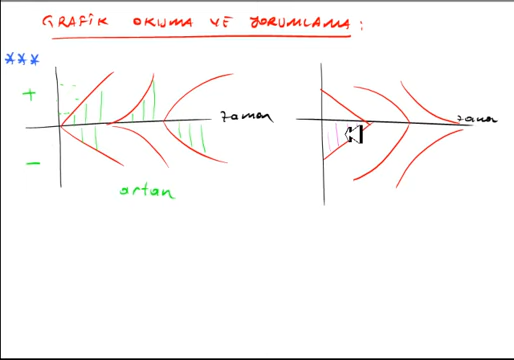 GRAFİK OKUMA VE YORUMLAMA :
***
+
zaman
zaman
-
artan